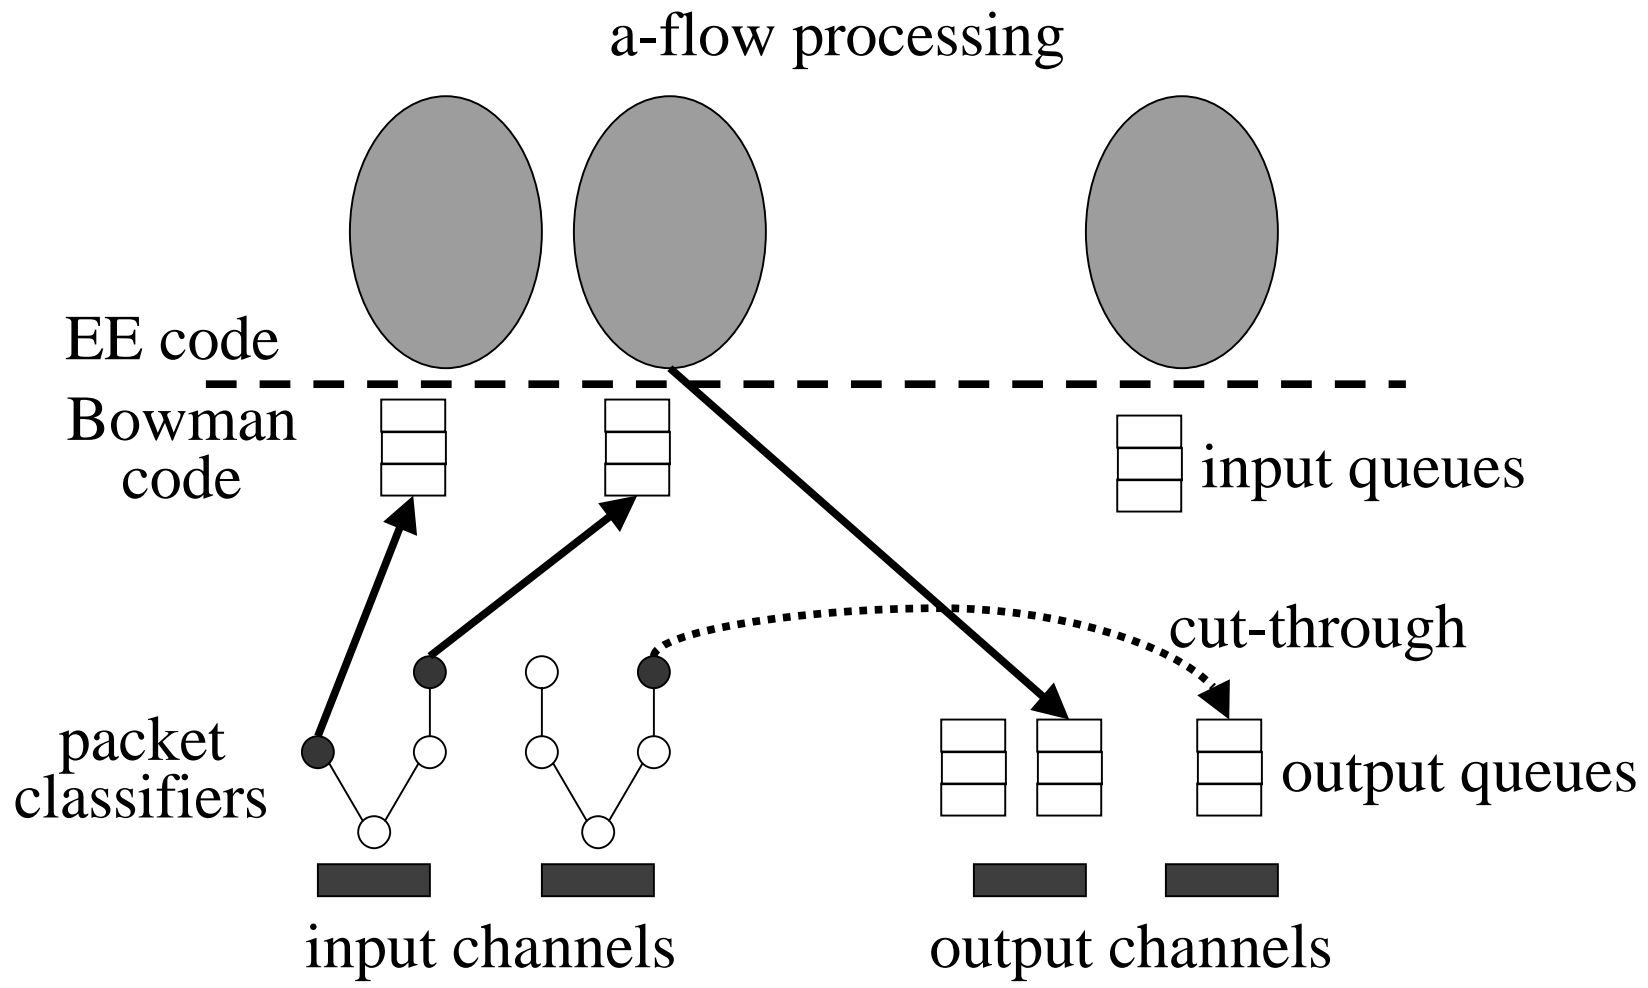 a-flow processing
EE code
Bowman
code
input queues
cut-through
packet
classifiers
output queues
input channels
output channels